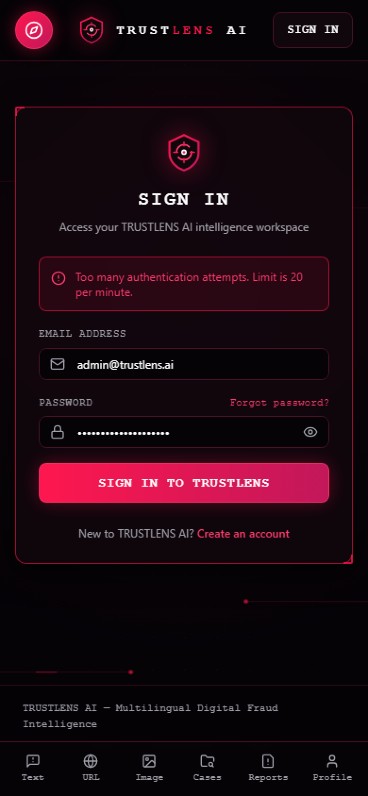 TRUSTLENS AI
SIGN IN
SIGN IN
Access your TRUSTLENS AI intelligence workspace
Too many authentication attempts. Limit is 20
per minute.
EMAIL ADDRESS
admin@trustlens.ai
PASSWORD Forgot password?
••••••••••••••••••••
SIGN IN TO TRUSTLENS
New to TRUSTLENS AI? Create an account
TRUSTLENS AI — Multilingual Digital Fraud
Intelligence
Text URL Image Cases Reports Profile